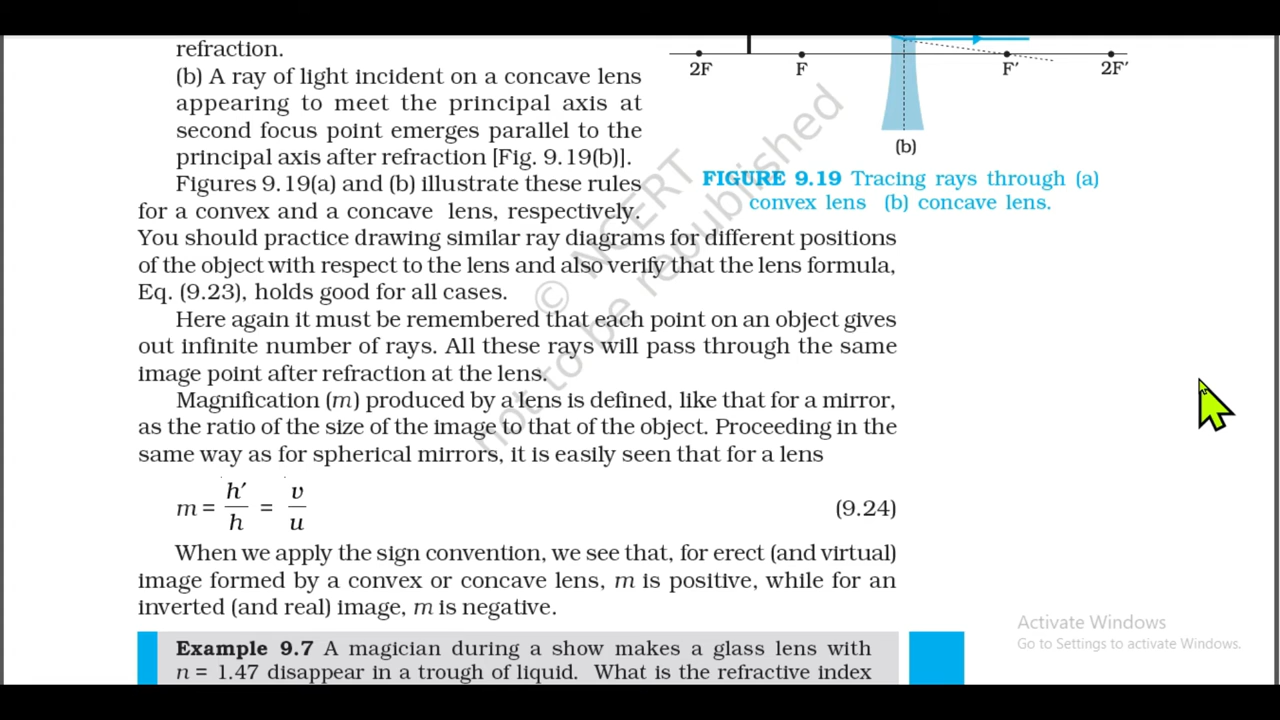 refraction.
(b) A ray of light incident on a concave lens
appearing to meet the principal axis at
second focus point emerges parallel to the
principal axis after refraction [Fig. 9.19(b)].
Figures 9.19(a) and (b) illustrate these rules
for a convex and a concave lens, respectively.
2F F F′ 2F′
(b)
FIGURE 9.19 Tracing rays through (a)
convex lens (b) concave lens.
You should practice drawing similar ray diagrams for different positions
of the object with respect to the lens and also verify that the lens formula,
Eq. (9.23), holds good for all cases.
Here again it must be remembered that each point on an object gives
out infinite number of rays. All these rays will pass through the same
image point after refraction at the lens.
Magnification (m) produced by a lens is defined, like that for a mirror,
as the ratio of the size of the image to that of the object. Proceeding in the
same way as for spherical mirrors, it is easily seen that for a lens
m = h′/h = v/u (9.24)
When we apply the sign convention, we see that, for erect (and virtual)
image formed by a convex or concave lens, m is positive, while for an
inverted (and real) image, m is negative.
Example 9.7 A magician during a show makes a glass lens with
n = 1.47 disappear in a trough of liquid. What is the refractive index
© NCERT
not to be republished
Activate Windows
Go to Settings to activate Windows.